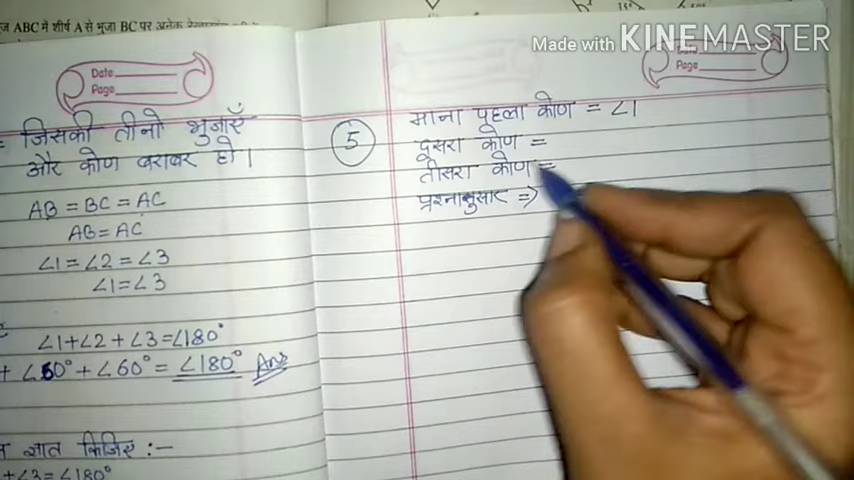 ज ABC में शीर्ष A से भुजा BC पर अनेक
Made with KINEMASTER
Date
Page
Date
Page
= जिसकी तीनो भुजाएँ
और कोण बराबर हो।
AB = BC = AC
AB = AC
∠1 = ∠2 = ∠3
∠1 = ∠3
∠1 + ∠2 + ∠3 = ∠180°
+ ∠60° + ∠60° = ∠180° Ans
ज्ञात किजिए :-
+∠3 = ∠180°
5
माना पहला कोण = ∠1
दूसरा कोण =
तीसरा कोण =
प्रश्नानुसार ⇒